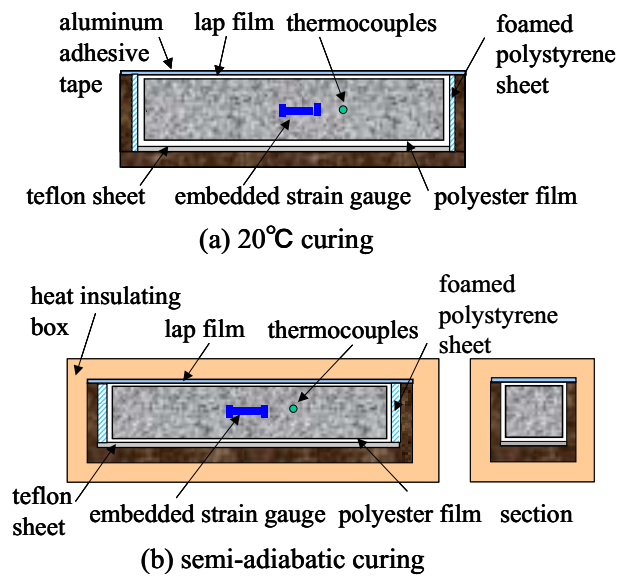 aluminum adhesive tape
lap film
thermocouples
foamed polystyrene sheet
teflon sheet
embedded strain gauge
polyester film
(a) 20℃ curing
heat insulating box
lap film
thermocouples
foamed polystyrene sheet
teflon sheet
embedded strain gauge
polyester film
section
(b) semi-adiabatic curing